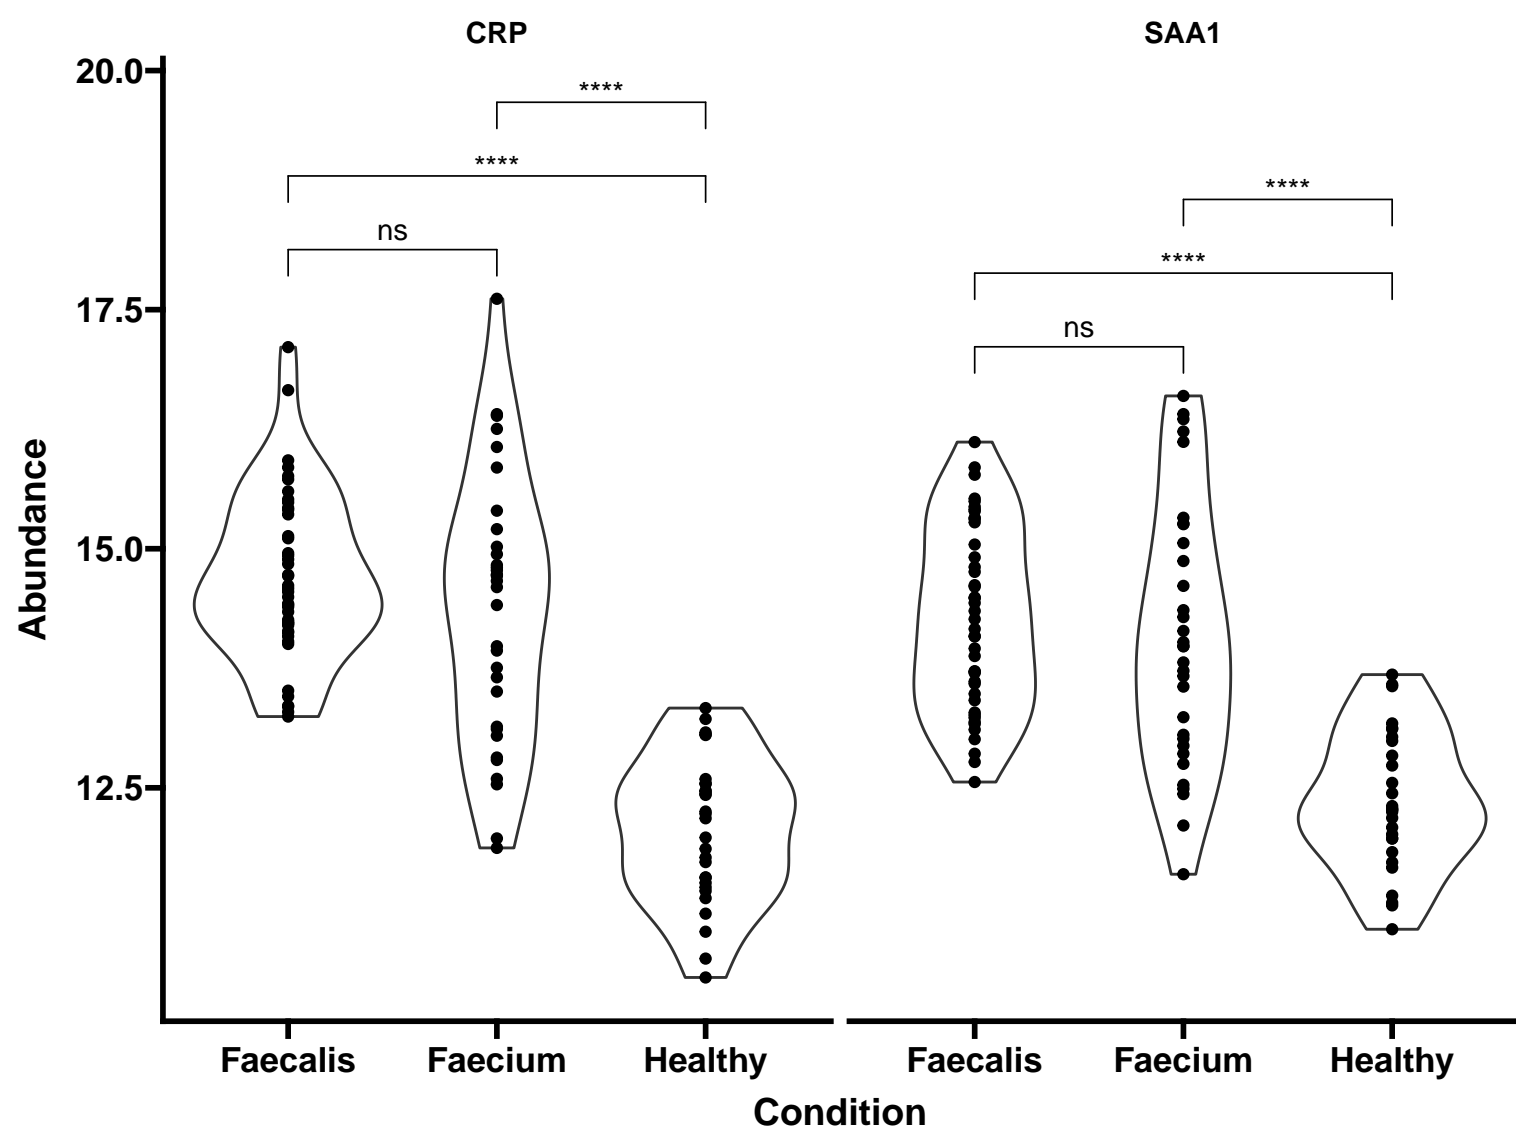 CRP
SAA1
20.0
17.5
15.0
12.5
Abundance
****
****
ns
****
****
ns
Faecalis
Faecium
Healthy
Faecalis
Faecium
Healthy
Condition